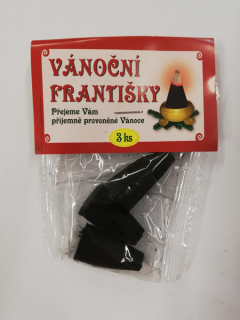 VÁNOČNÍ
FRANTIŠKY
Přejeme Vám
příjemně provoněné Vánoce
3 ks